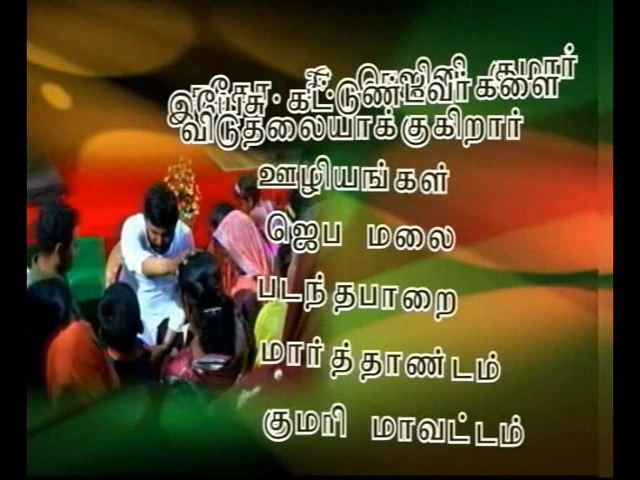 குமார்
இயேசு கட்டுண்டவர்களை
விடுதலையாக்குகிறார்
ஊழியங்கள்
ஜெப மலை
படந்தபாறை
மார்த்தாண்டம்
குமரி மாவட்டம்